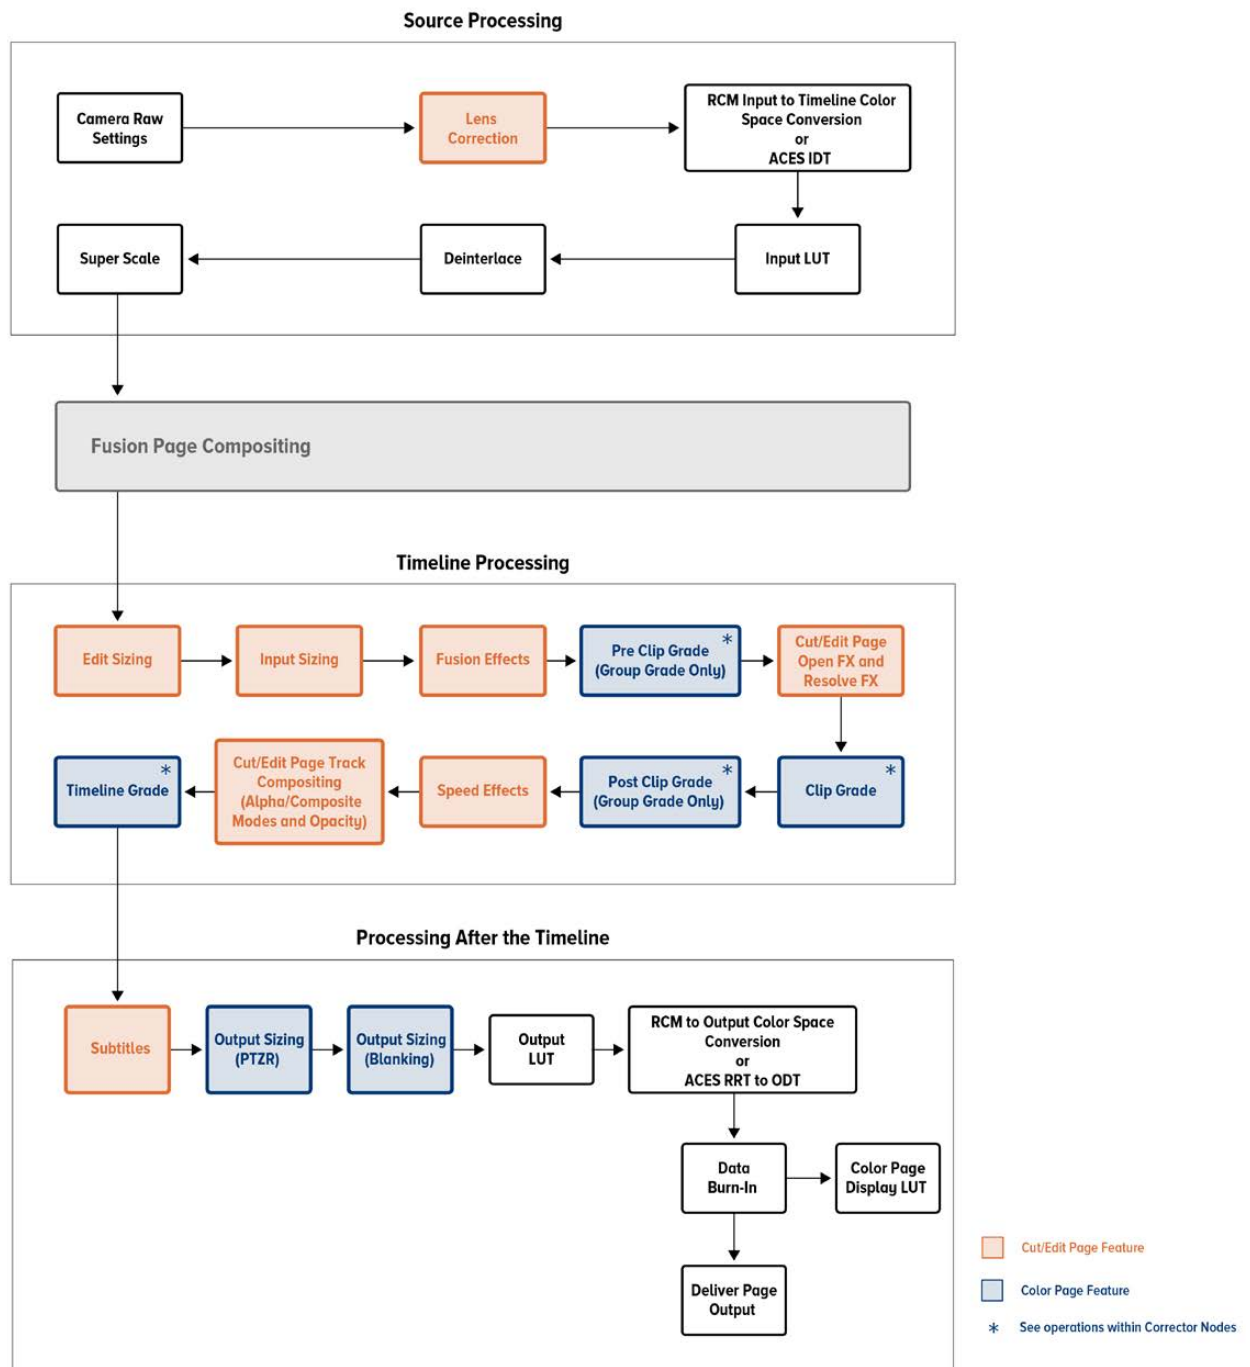 Source Processing
Camera Raw
Settings
Lens
Correction
RCM Input to Timeline Color
Space Conversion
or
ACES IDT
Super Scale
Deinterlace
Input LUT
Fusion Page Compositing
Timeline Processing
Edit Sizing
Input Sizing
Fusion Effects
Pre Clip Grade
(Group Grade Only)
*
Cut/Edit Page
Open FX and
Resolve FX
Timeline Grade
*
Cut/Edit Page Track
Compositing
(Alpha/Composite
Modes and Opacity)
Speed Effects
Post Clip Grade
(Group Grade Only)
*
Clip Grade
*
Processing After the Timeline
Subtitles
Output Sizing
(PTZR)
Output Sizing
(Blanking)
Output
LUT
RCM to Output Color Space
Conversion
or
ACES RRT to ODT
Data
Burn-In
Color Page
Display LUT
Deliver Page
Output
Cut/Edit Page Feature
Color Page Feature
* See operations within Corrector Nodes